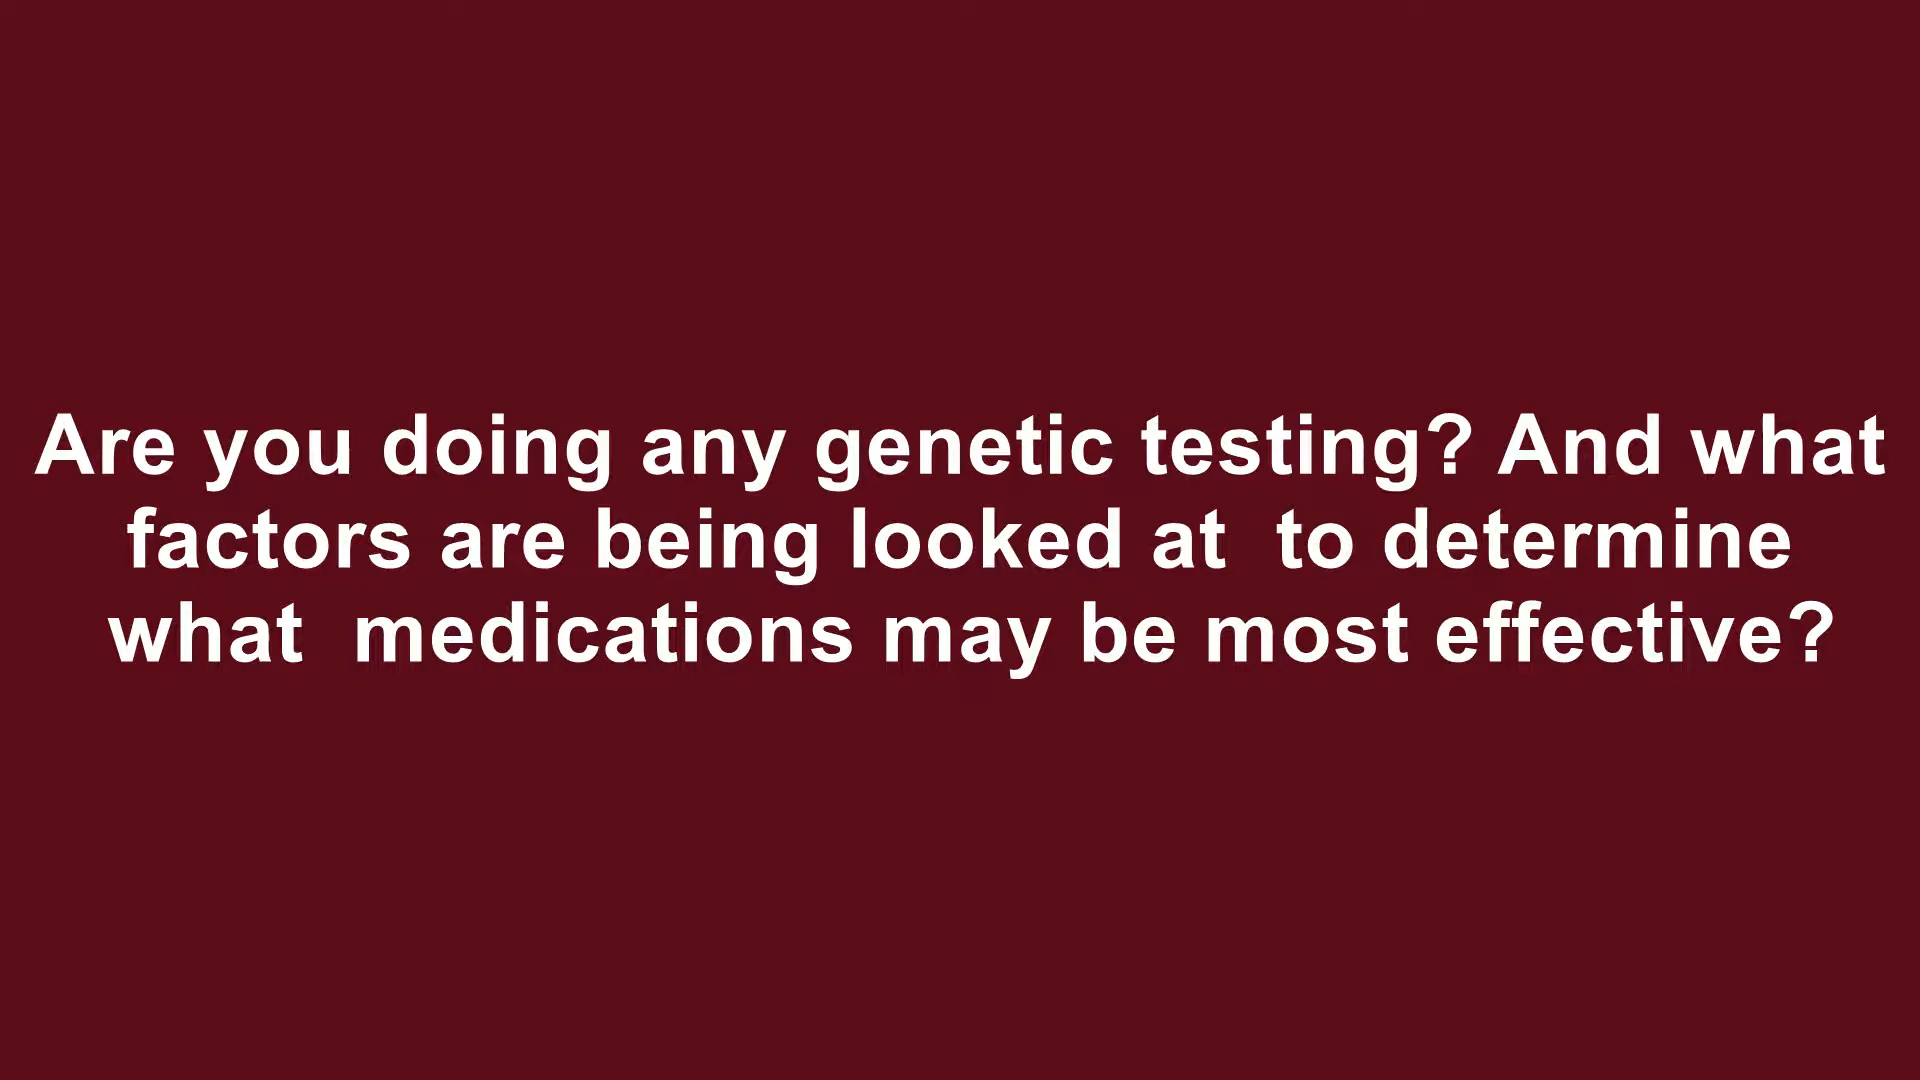 Are you doing any genetic testing? And what
factors are being looked at  to determine
what  medications may be most effective?